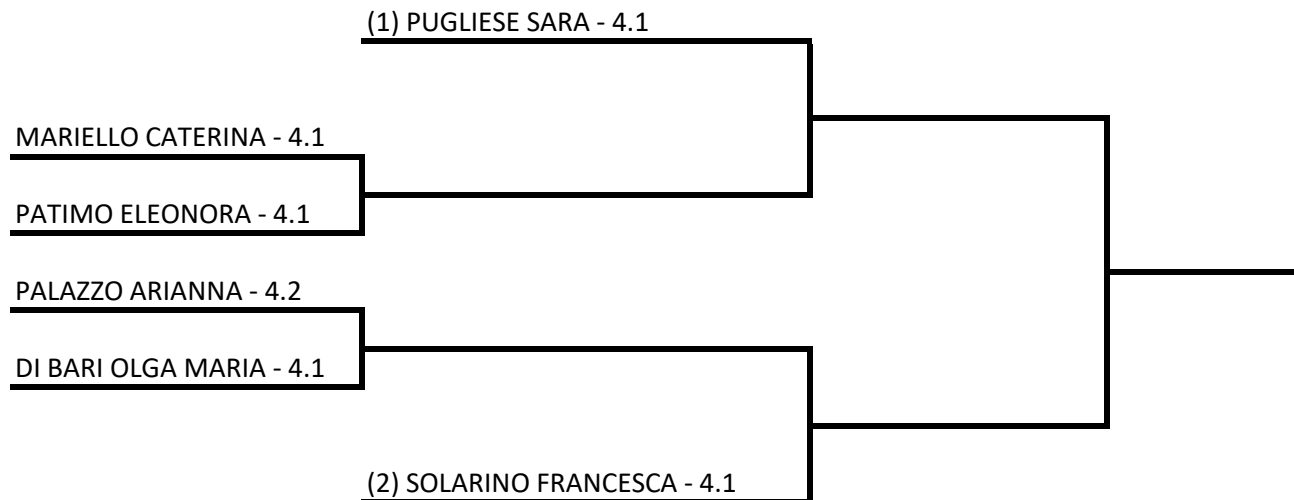 (1) PUGLIESE SARA - 4.1
MARIELLO CATERINA - 4.1
PATIMO ELEONORA - 4.1
PALAZZO ARIANNA - 4.2
DI BARI OLGA MARIA - 4.1
(2) SOLARINO FRANCESCA - 4.1